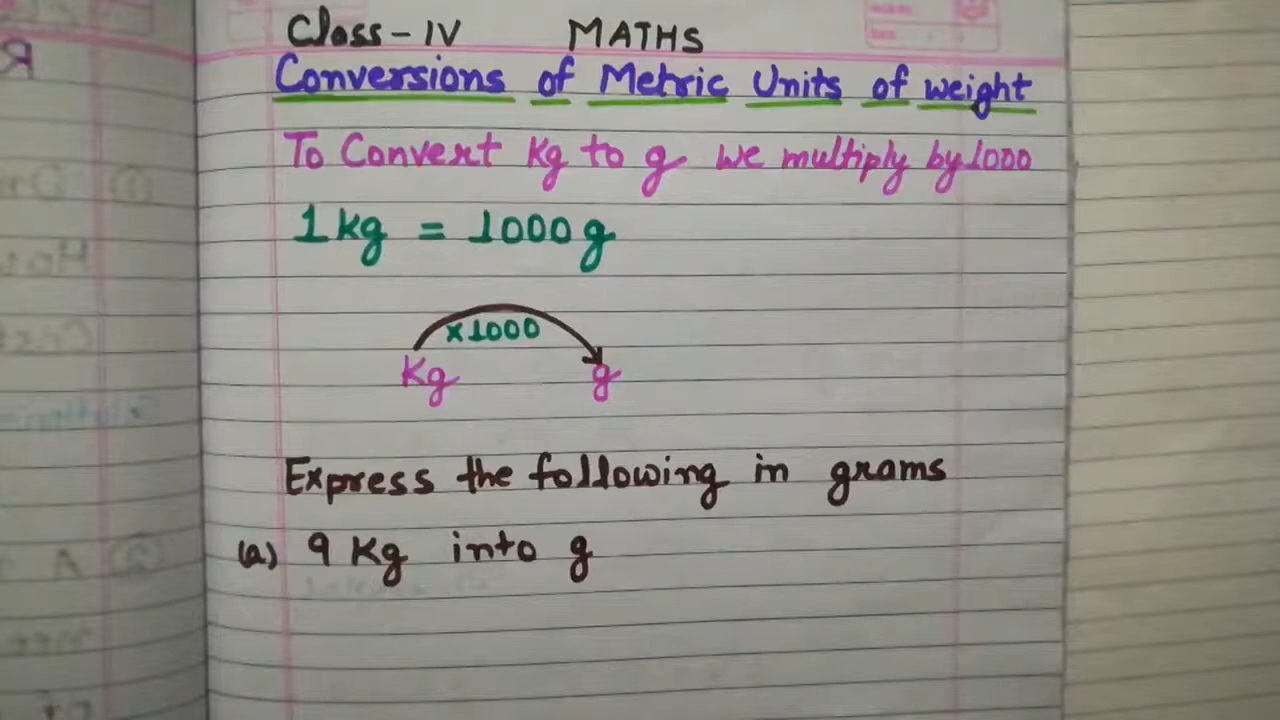 Class-IV MATHS
Conversions of Metric Units of weight
To Convert Kg to g we multiply by 1000
1 kg = 1000 g
×1000
Kg g
Express the following in grams
(a) 9 Kg into g